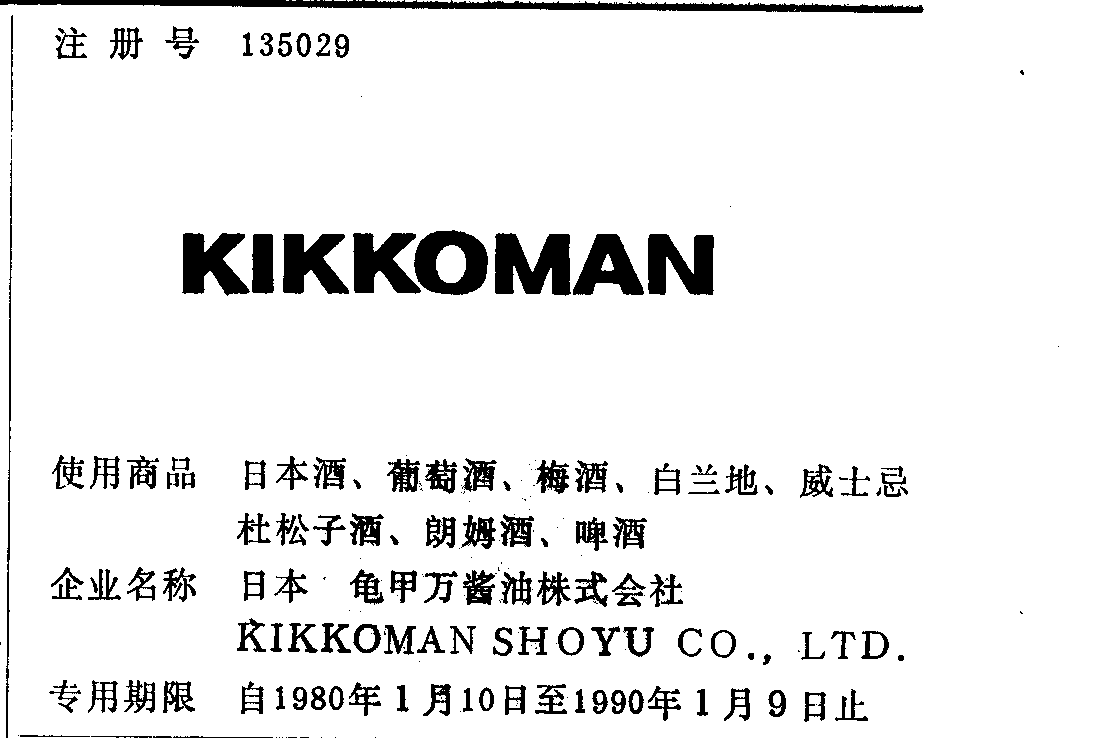 注册号 135029
KIKKOMAN
使用商品 日本酒、葡萄酒、梅酒、白兰地、威士忌
杜松子酒、朗姆酒、啤酒
企业名称 日本 龟甲万酱油株式会社
KIKKOMAN SHOYU CO., LTD.
专用期限 自1980年1月10日至1990年1月9日止